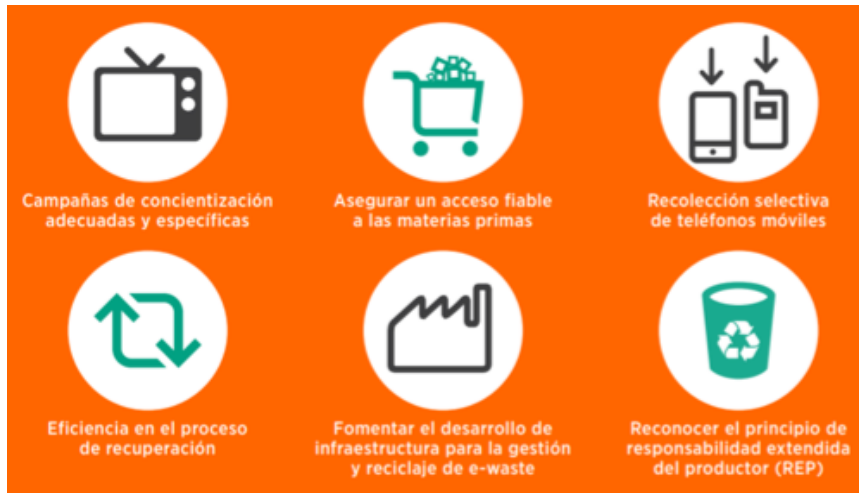 Campañas de concientización
adecuadas y específicas
Asegurar un acceso fiable
a las materias primas
Recolección selectiva
de teléfonos móviles
Eficiencia en el proceso
de recuperación
Fomentar el desarrollo de
infraestructura para la gestión
y reciclaje de e-waste
Reconocer el principio de
responsabilidad extendida
del productor (REP)